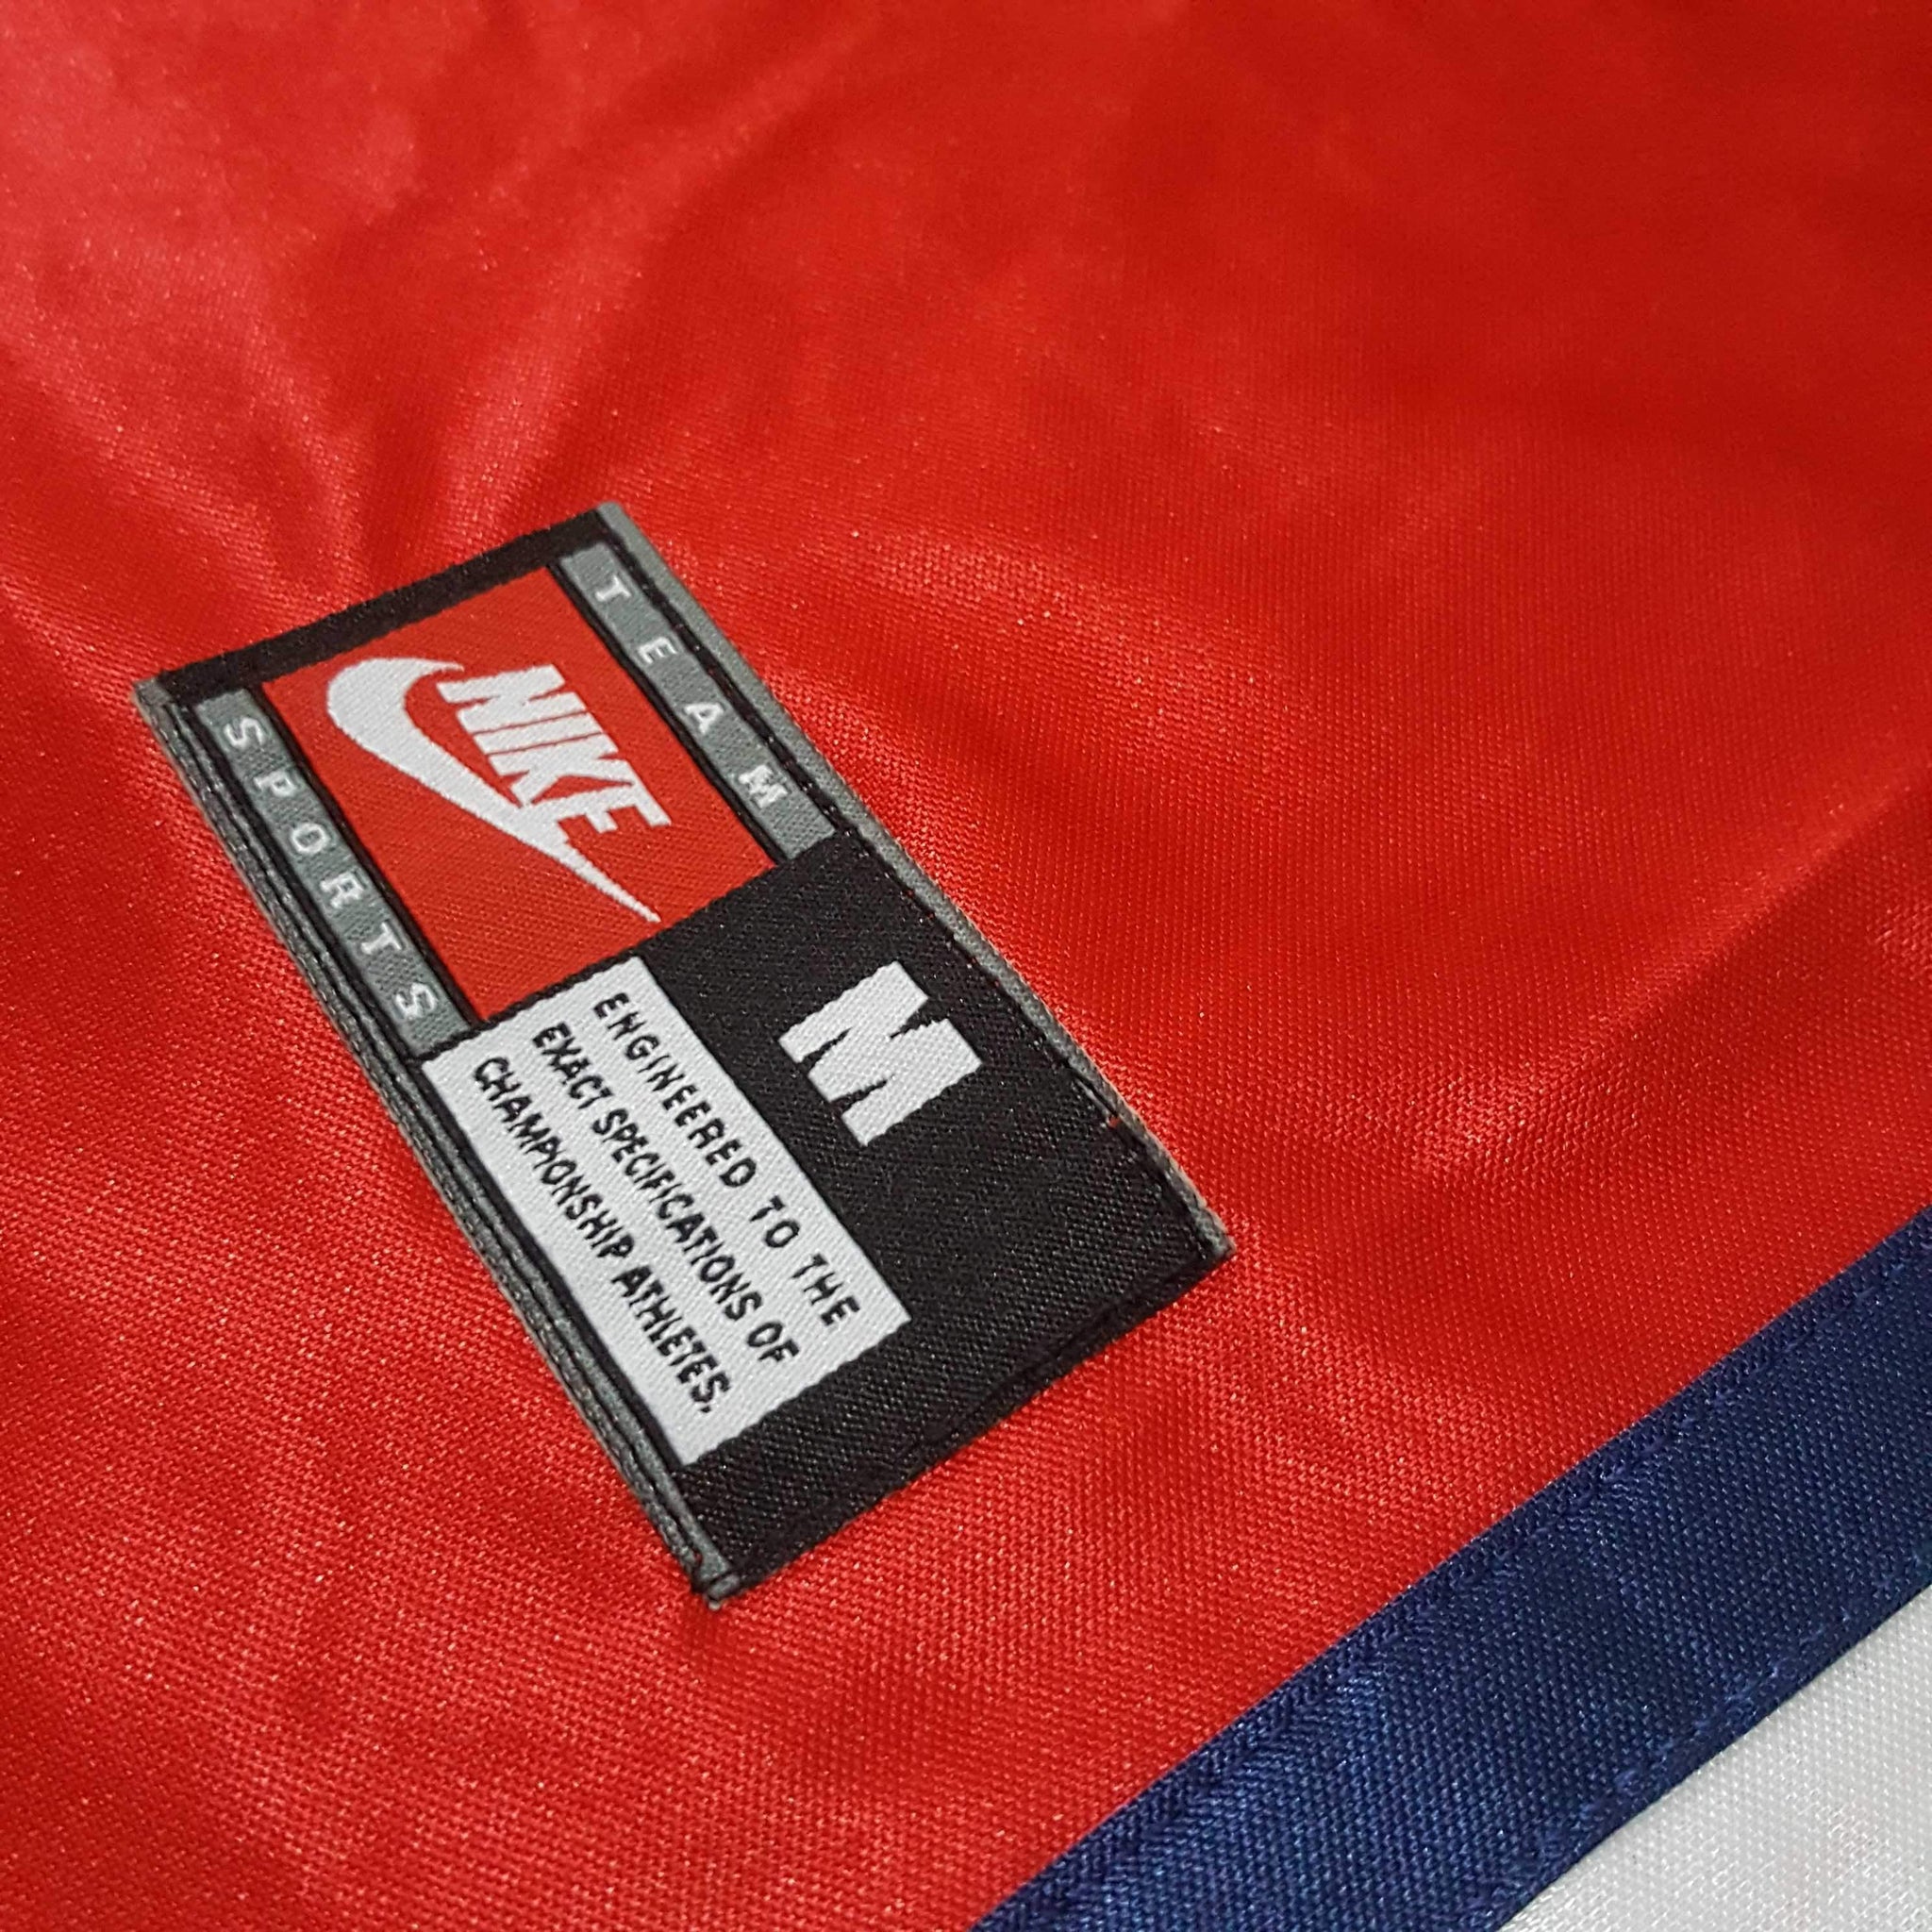 TEAM
NIKE
SPORTS
M
ENGINEERED TO THE
EXACT SPECIFICATIONS OF
CHAMPIONSHIP ATHLETES.